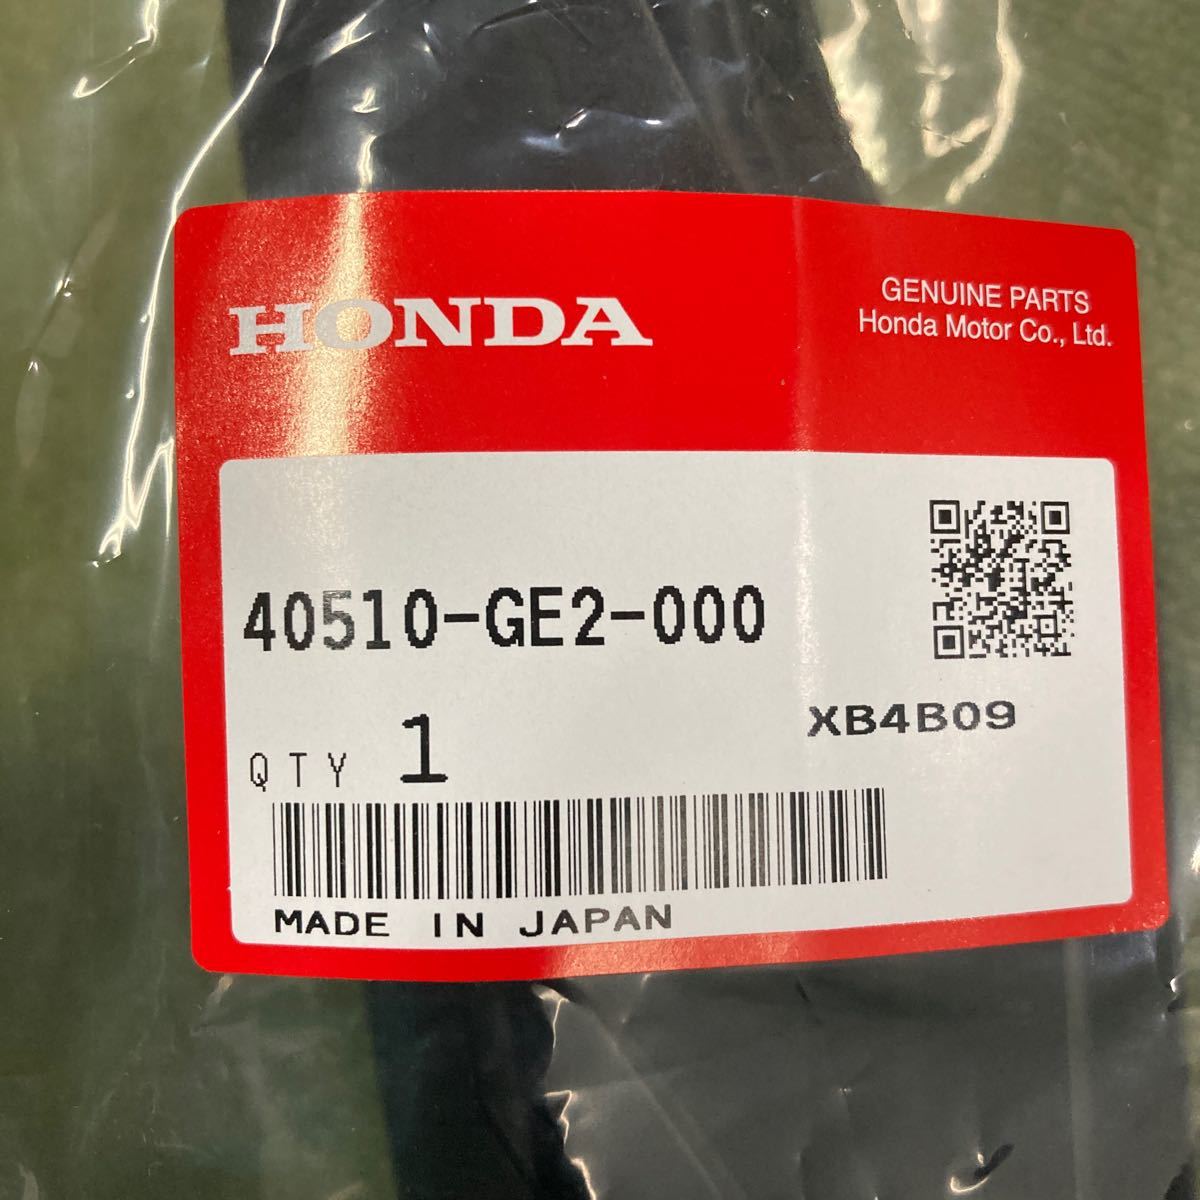 HONDA
GENUINE PARTS
Honda Motor Co., Ltd.
40510-GE2-000
XB4B09
QTY 1
MADE IN JAPAN